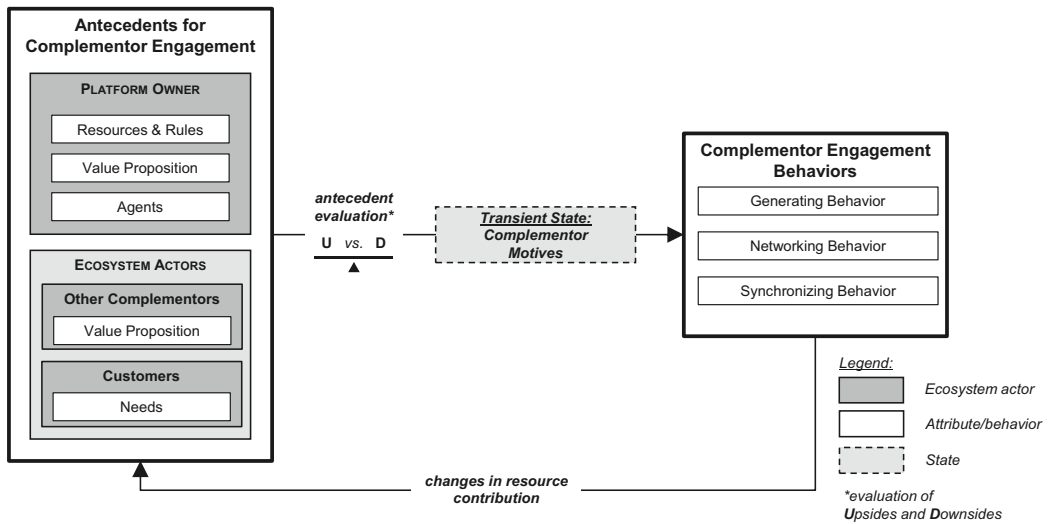 Antecedents for
Complementor Engagement
PLATFORM OWNER
Resources & Rules
Value Proposition
Agents
ECOSYSTEM ACTORS
Other Complementors
Value Proposition
Customers
Needs
antecedent
evaluation*
U vs. D
Transient State:
Complementor
Motives
Complementor Engagement
Behaviors
Generating Behavior
Networking Behavior
Synchronizing Behavior
changes in resource
contribution
Legend:
Ecosystem actor
Attribute/behavior
State
*evaluation of
Upsides and Downsides